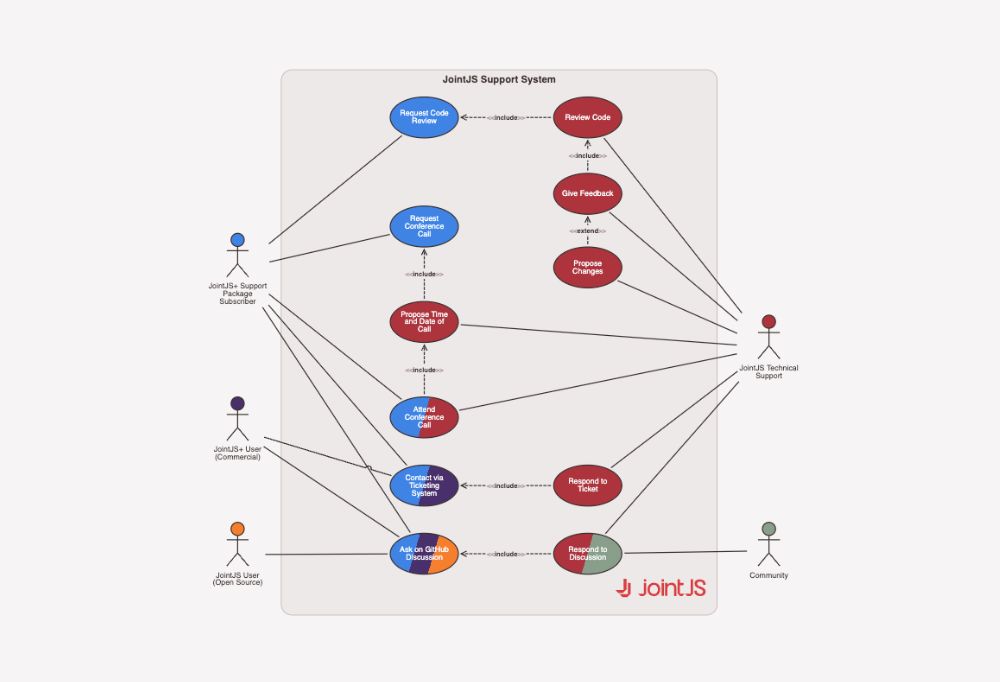 JointJS Support System
Request Code
Review
<<include>>
Review Code
<<include>>
Give Feedback
Request
Conference
Call
<<extend>>
Propose
Changes
JointJS+ Support
Package
Subscriber
<<include>>
Propose Time
and Date of
Call
JointJS Technical
Support
<<include>>
Attend
Conference
Call
JointJS+ User
(Commercial)
Contact via
Ticketing
System
<<include>>
Respond to
Ticket
JointJS User
(Open Source)
Ask on GitHub
Discussion
<<include>>
Respond to
Discussion
Community
JointJS